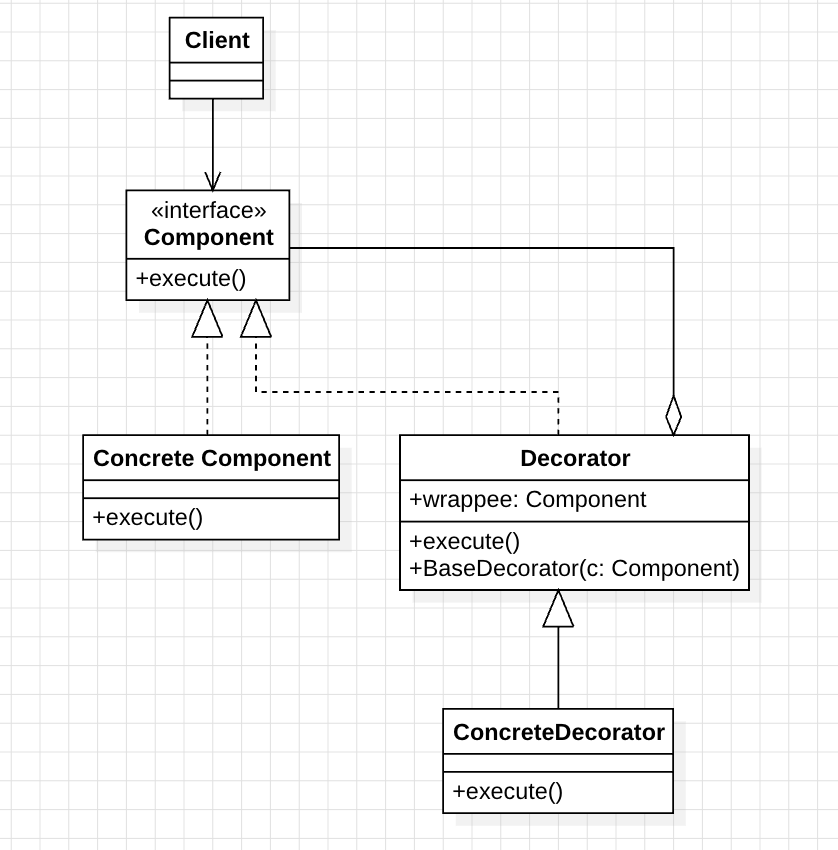 Client
«interface»
Component
+execute()
Concrete Component
+execute()
Decorator
+wrappee: Component
+execute()
+BaseDecorator(c: Component)
ConcreteDecorator
+execute()